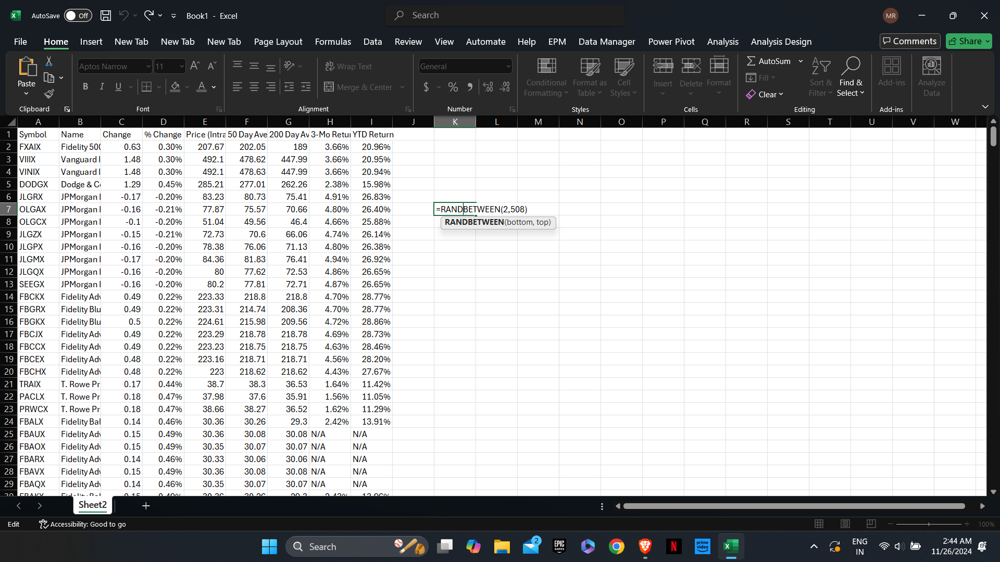 AutoSave Off Book1 - Excel Search MR
File Home Insert New Tab New Tab New Tab Page Layout Formulas Data Review View Automate Help EPM Data Manager Power Pivot Analysis Analysis Design Comments Share
Aptos Narrow 11 ab Wrap Text General AutoSum
Paste B I U A Merge & Center $ % Conditional Formatting Format as Table Cell Styles Insert Delete Format Fill Sort & Filter Find & Select Add-ins Analyze Data
Clear
Clipboard Font Alignment Number Styles Cells Editing Add-ins
A B C D E F G H I J K L M N O P Q R S T U V W
1 Symbol Name Change % Change Price (Intra 50 Day Ave 200 Day Av 3-Mo Retur YTD Return
2 FXAIX Fidelity 500 0.63 0.30% 207.67 202.05 189 3.66% 20.96%
3 VIIIX Vanguard I 1.48 0.30% 492.1 478.62 447.99 3.66% 20.95%
4 VINIX Vanguard I 1.48 0.30% 492.1 478.63 447.99 3.66% 20.94%
5 DODGX Dodge & Co 1.29 0.45% 285.21 277.01 262.26 2.38% 15.98%
6 JLGRX JPMorgan I -0.17 -0.20% 83.23 80.73 75.41 4.91% 26.83%
7 OLGAX JPMorgan I -0.16 -0.21% 77.87 75.57 70.66 4.80% 26.40% =RANDBETWEEN(2,508)
8 OLGCX JPMorgan I -0.1 -0.20% 51.04 49.56 46.4 4.66% 25.88% RANDBETWEEN(bottom, top)
9 JLGZX JPMorgan I -0.15 -0.21% 72.73 70.6 66.06 4.74% 26.14%
10 JLGPX JPMorgan I -0.16 -0.20% 78.38 76.06 71.13 4.80% 26.38%
11 JLGMX JPMorgan I -0.17 -0.20% 84.36 81.83 76.41 4.94% 26.92%
12 JLGQX JPMorgan I -0.16 -0.20% 80 77.62 72.53 4.86% 26.65%
13 SEEGX JPMorgan I -0.16 -0.20% 80.2 77.81 72.71 4.87% 26.65%
14 FBCKX Fidelity Adv 0.49 0.22% 223.33 218.8 218.8 4.70% 28.77%
15 FBGRX Fidelity Blu 0.49 0.22% 223.31 214.74 208.36 4.70% 28.77%
16 FBGKX Fidelity Blu 0.5 0.22% 224.61 215.98 209.56 4.72% 28.86%
17 FBCJX Fidelity Adv 0.49 0.22% 223.29 218.78 218.78 4.69% 28.73%
18 FBCCX Fidelity Adv 0.49 0.22% 223.23 218.75 218.75 4.63% 28.46%
19 FBCEX Fidelity Adv 0.48 0.22% 223.16 218.71 218.71 4.56% 28.20%
20 FBCHX Fidelity Adv 0.48 0.22% 223 218.62 218.62 4.43% 27.67%
21 TRAIX T. Rowe Pr 0.17 0.44% 38.7 38.3 36.53 1.64% 11.42%
22 PACLX T. Rowe Pr 0.18 0.47% 37.98 37.6 35.91 1.56% 11.05%
23 PRWCX T. Rowe Pr 0.18 0.47% 38.66 38.27 36.52 1.62% 11.29%
24 FBALX Fidelity Bal 0.14 0.46% 30.36 30.26 29.3 2.42% 13.91%
25 FBAUX Fidelity Adv 0.15 0.49% 30.36 30.08 30.08 N/A N/A
26 FBAOX Fidelity Adv 0.15 0.49% 30.35 30.07 30.07 N/A N/A
27 FBARX Fidelity Adv 0.14 0.46% 30.33 30.06 30.06 N/A N/A
28 FBAVX Fidelity Adv 0.15 0.49% 30.36 30.08 30.08 N/A N/A
29 FBAQX Fidelity Adv 0.14 0.46% 30.35 30.07 30.07 N/A N/A
Sheet2
Edit Accessibility: Good to go 100%
Search 2 EPIC GAMES N prime video ENG IN 2:44 AM 11/26/2024